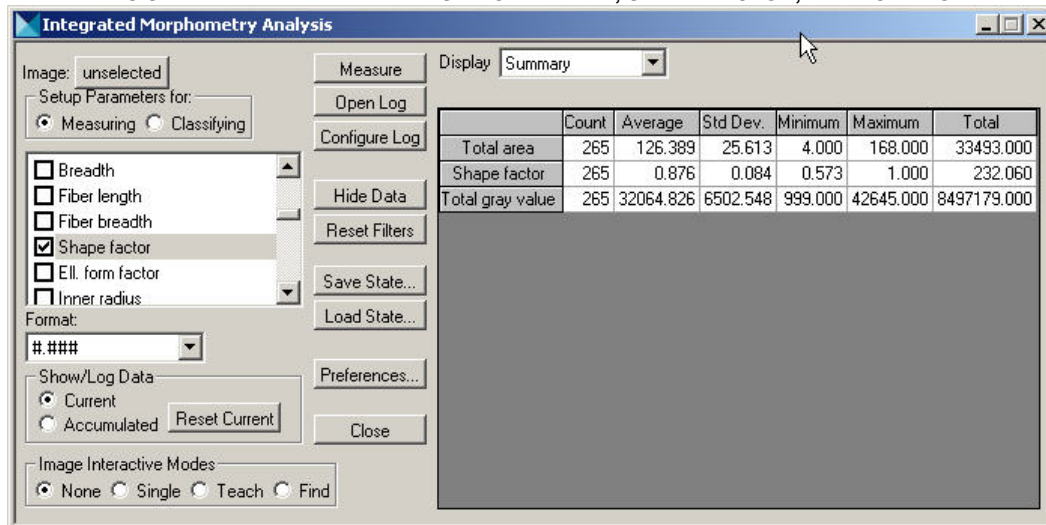 Integrated Morphometry Analysis
Image: unselected
Setup Parameters for:
Measuring Classifying
Breadth
Fiber length
Fiber breadth
Shape factor
Ell. form factor
Inner radius
Format:
#.###
Show/Log Data
Current
Accumulated Reset Current
Image Interactive Modes
None Single Teach Find
Measure
Open Log
Configure Log
Hide Data
Reset Filters
Save State...
Load State...
Preferences...
Close
Display Summary
Count Average Std Dev. Minimum Maximum Total
Total area 265 126.389 25.613 4.000 168.000 33493.000
Shape factor 265 0.876 0.084 0.573 1.000 232.060
Total gray value 265 32064.826 6502.548 999.000 42645.000 8497179.000